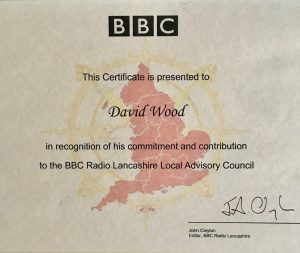 BBC
This Certificate is presented to
David Wood
in recognition of his commitment and contribution
to the BBC Radio Lancashire Local Advisory Council
John Clayton
Editor, BBC Radio Lancashire